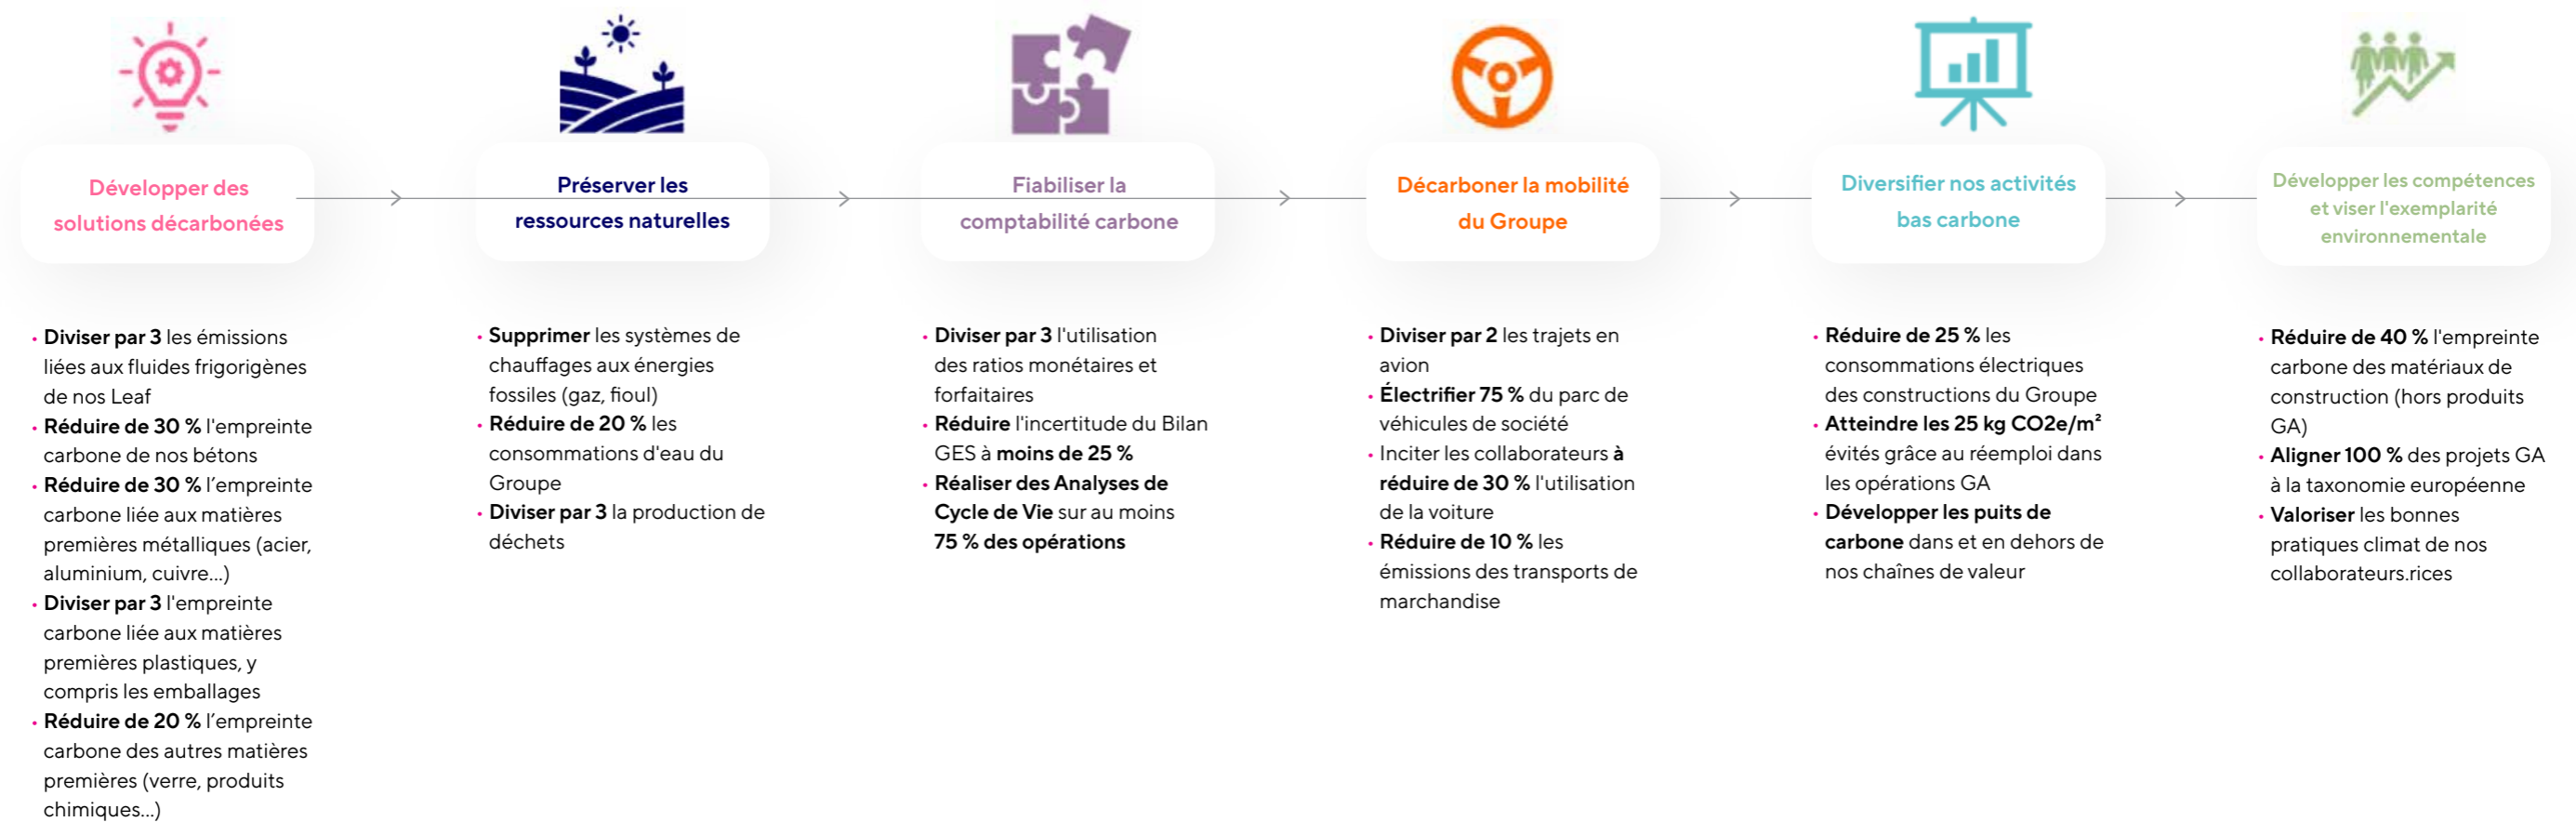 Développer des
solutions décarbonées
• Diviser par 3 les émissions
liées aux fluides frigorigènes
de nos Leaf
• Réduire de 30 % l'empreinte
carbone de nos bétons
• Réduire de 30 % l’empreinte
carbone liée aux matières
premières métalliques (acier,
aluminium, cuivre...)
• Diviser par 3 l'empreinte
carbone liée aux matières
premières plastiques, y
compris les emballages
• Réduire de 20 % l’empreinte
carbone des autres matières
premières (verre, produits
chimiques...)
Préserver les
ressources naturelles
• Supprimer les systèmes de
chauffages aux énergies
fossiles (gaz, fioul)
• Réduire de 20 % les
consommations d'eau du
Groupe
• Diviser par 3 la production de
déchets
Fiabiliser la
comptabilité carbone
• Diviser par 3 l'utilisation
des ratios monétaires et
forfaitaires
• Réduire l'incertitude du Bilan
GES à moins de 25 %
• Réaliser des Analyses de
Cycle de Vie sur au moins
75 % des opérations
Décarboner la mobilité
du Groupe
• Diviser par 2 les trajets en
avion
• Électrifier 75 % du parc de
véhicules de société
• Inciter les collaborateurs à
réduire de 30 % l'utilisation
de la voiture
• Réduire de 10 % les
émissions des transports de
marchandise
Diversifier nos activités
bas carbone
• Réduire de 25 % les
consommations électriques
des constructions du Groupe
• Atteindre les 25 kg CO2e/m²
évités grâce au réemploi dans
les opérations GA
• Développer les puits de
carbone dans et en dehors de
nos chaînes de valeur
Développer les compétences
et viser l'exemplarité
environnementale
• Réduire de 40 % l'empreinte
carbone des matériaux de
construction (hors produits
GA)
• Aligner 100 % des projets GA
à la taxonomie européenne
• Valoriser les bonnes
pratiques climat de nos
collaborateurs.rices